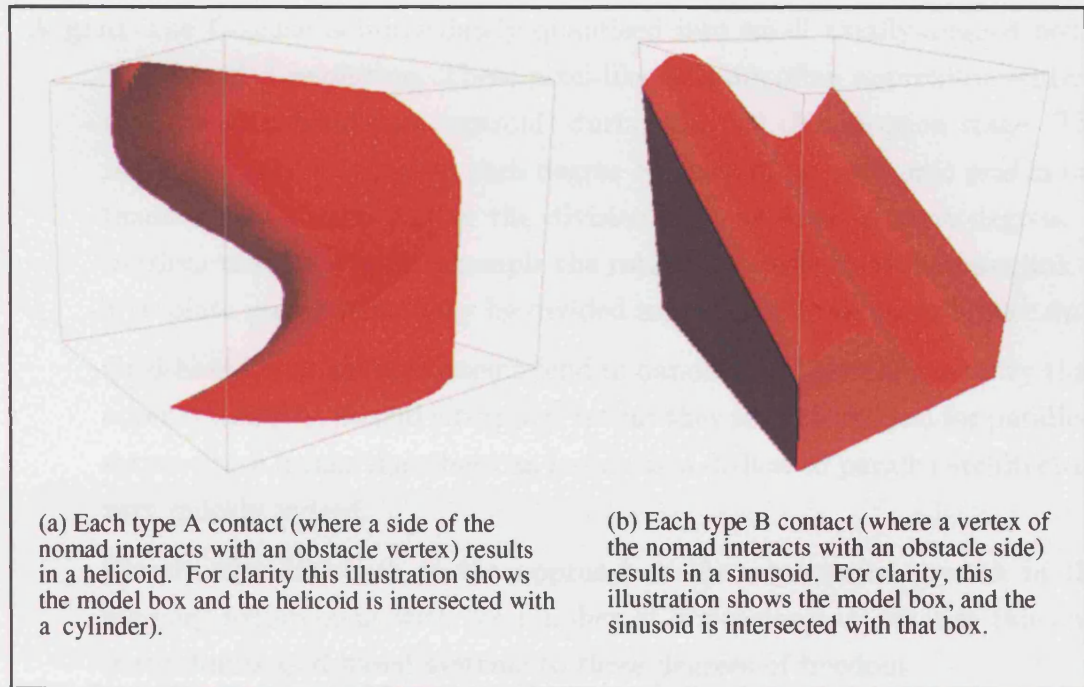 (a) Each type A contact (where a side of the
nomad interacts with an obstacle vertex) results
in a helicoid. For clarity this illustration shows
the model box and the helicoid is intersected with
a cylinder).
(b) Each type B contact (where a vertex of
the nomad interacts with an obstacle side)
results in a sinusoid. For clarity, this
illustration shows the model box, and the
sinusoid is intersected with that box.